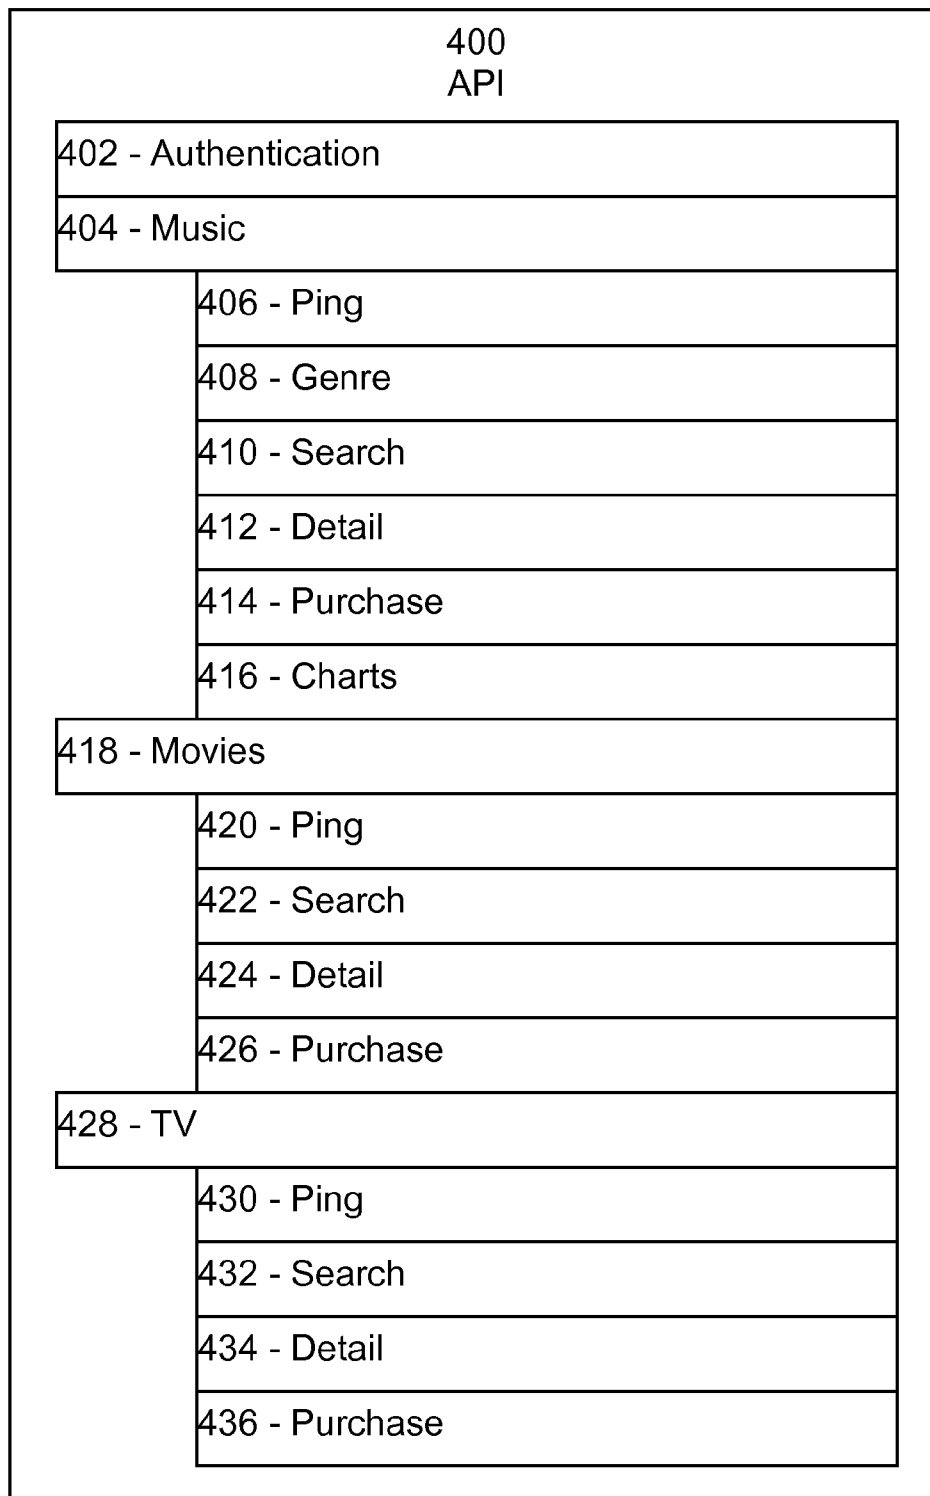 400
API
402 - Authentication
404 - Music
406 - Ping
408 - Genre
410 - Search
412 - Detail
414 - Purchase
416 - Charts
418 - Movies
420 - Ping
422 - Search
424 - Detail
426 - Purchase
428 - TV
430 - Ping
432 - Search
434 - Detail
436 - Purchase